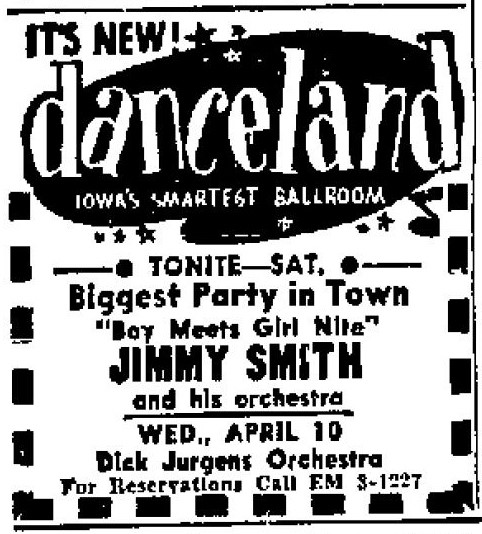 IT'S NEW!
danceland
IOWA'S SMARTEST BALLROOM
TONITE—SAT.
Biggest Party in Town
"Boy Meets Girl Nite"
JIMMY SMITH
and his orchestra
WED., APRIL 10
Dick Jurgens Orchestra
For Reservations Call EM 3-1227